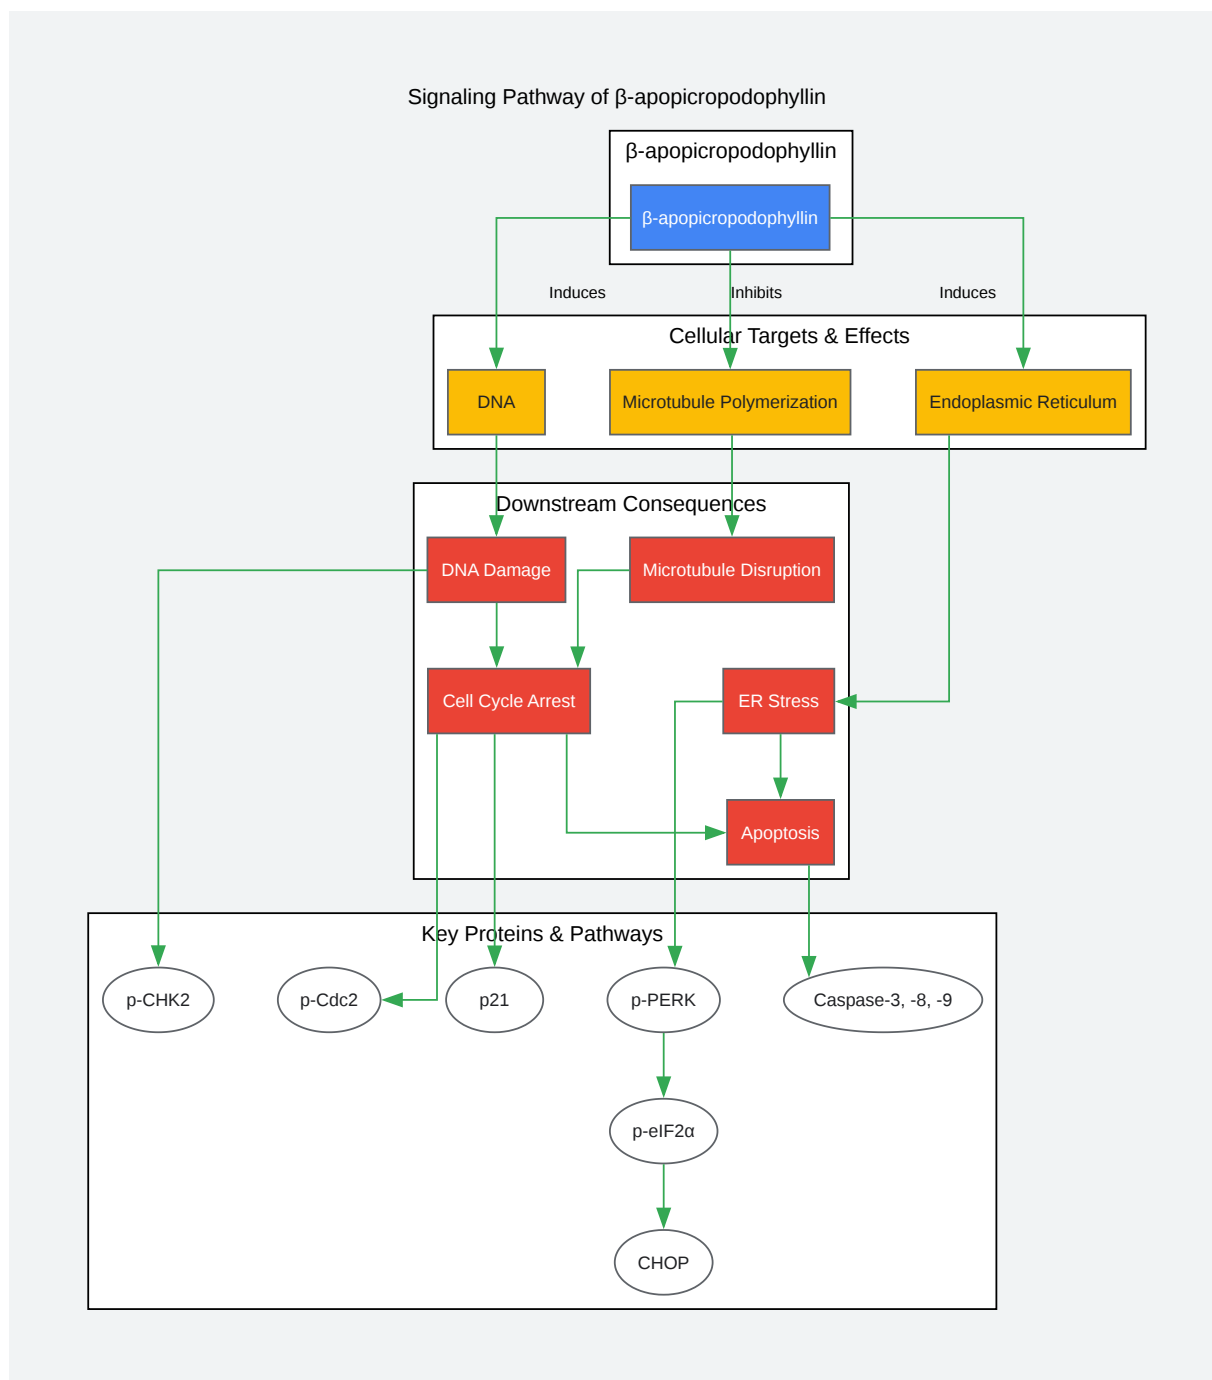 Signaling Pathway of β-apopicropodophyllin
β-apopicropodophyllin
β-apopicropodophyllin
Induces
Inhibits
Induces
Cellular Targets & Effects
DNA
Microtubule Polymerization
Endoplasmic Reticulum
Downstream Consequences
DNA Damage
Microtubule Disruption
Cell Cycle Arrest
ER Stress
Apoptosis
Key Proteins & Pathways
p-CHK2
p-Cdc2
p21
p-PERK
Caspase-3, -8, -9
p-eIF2α
CHOP